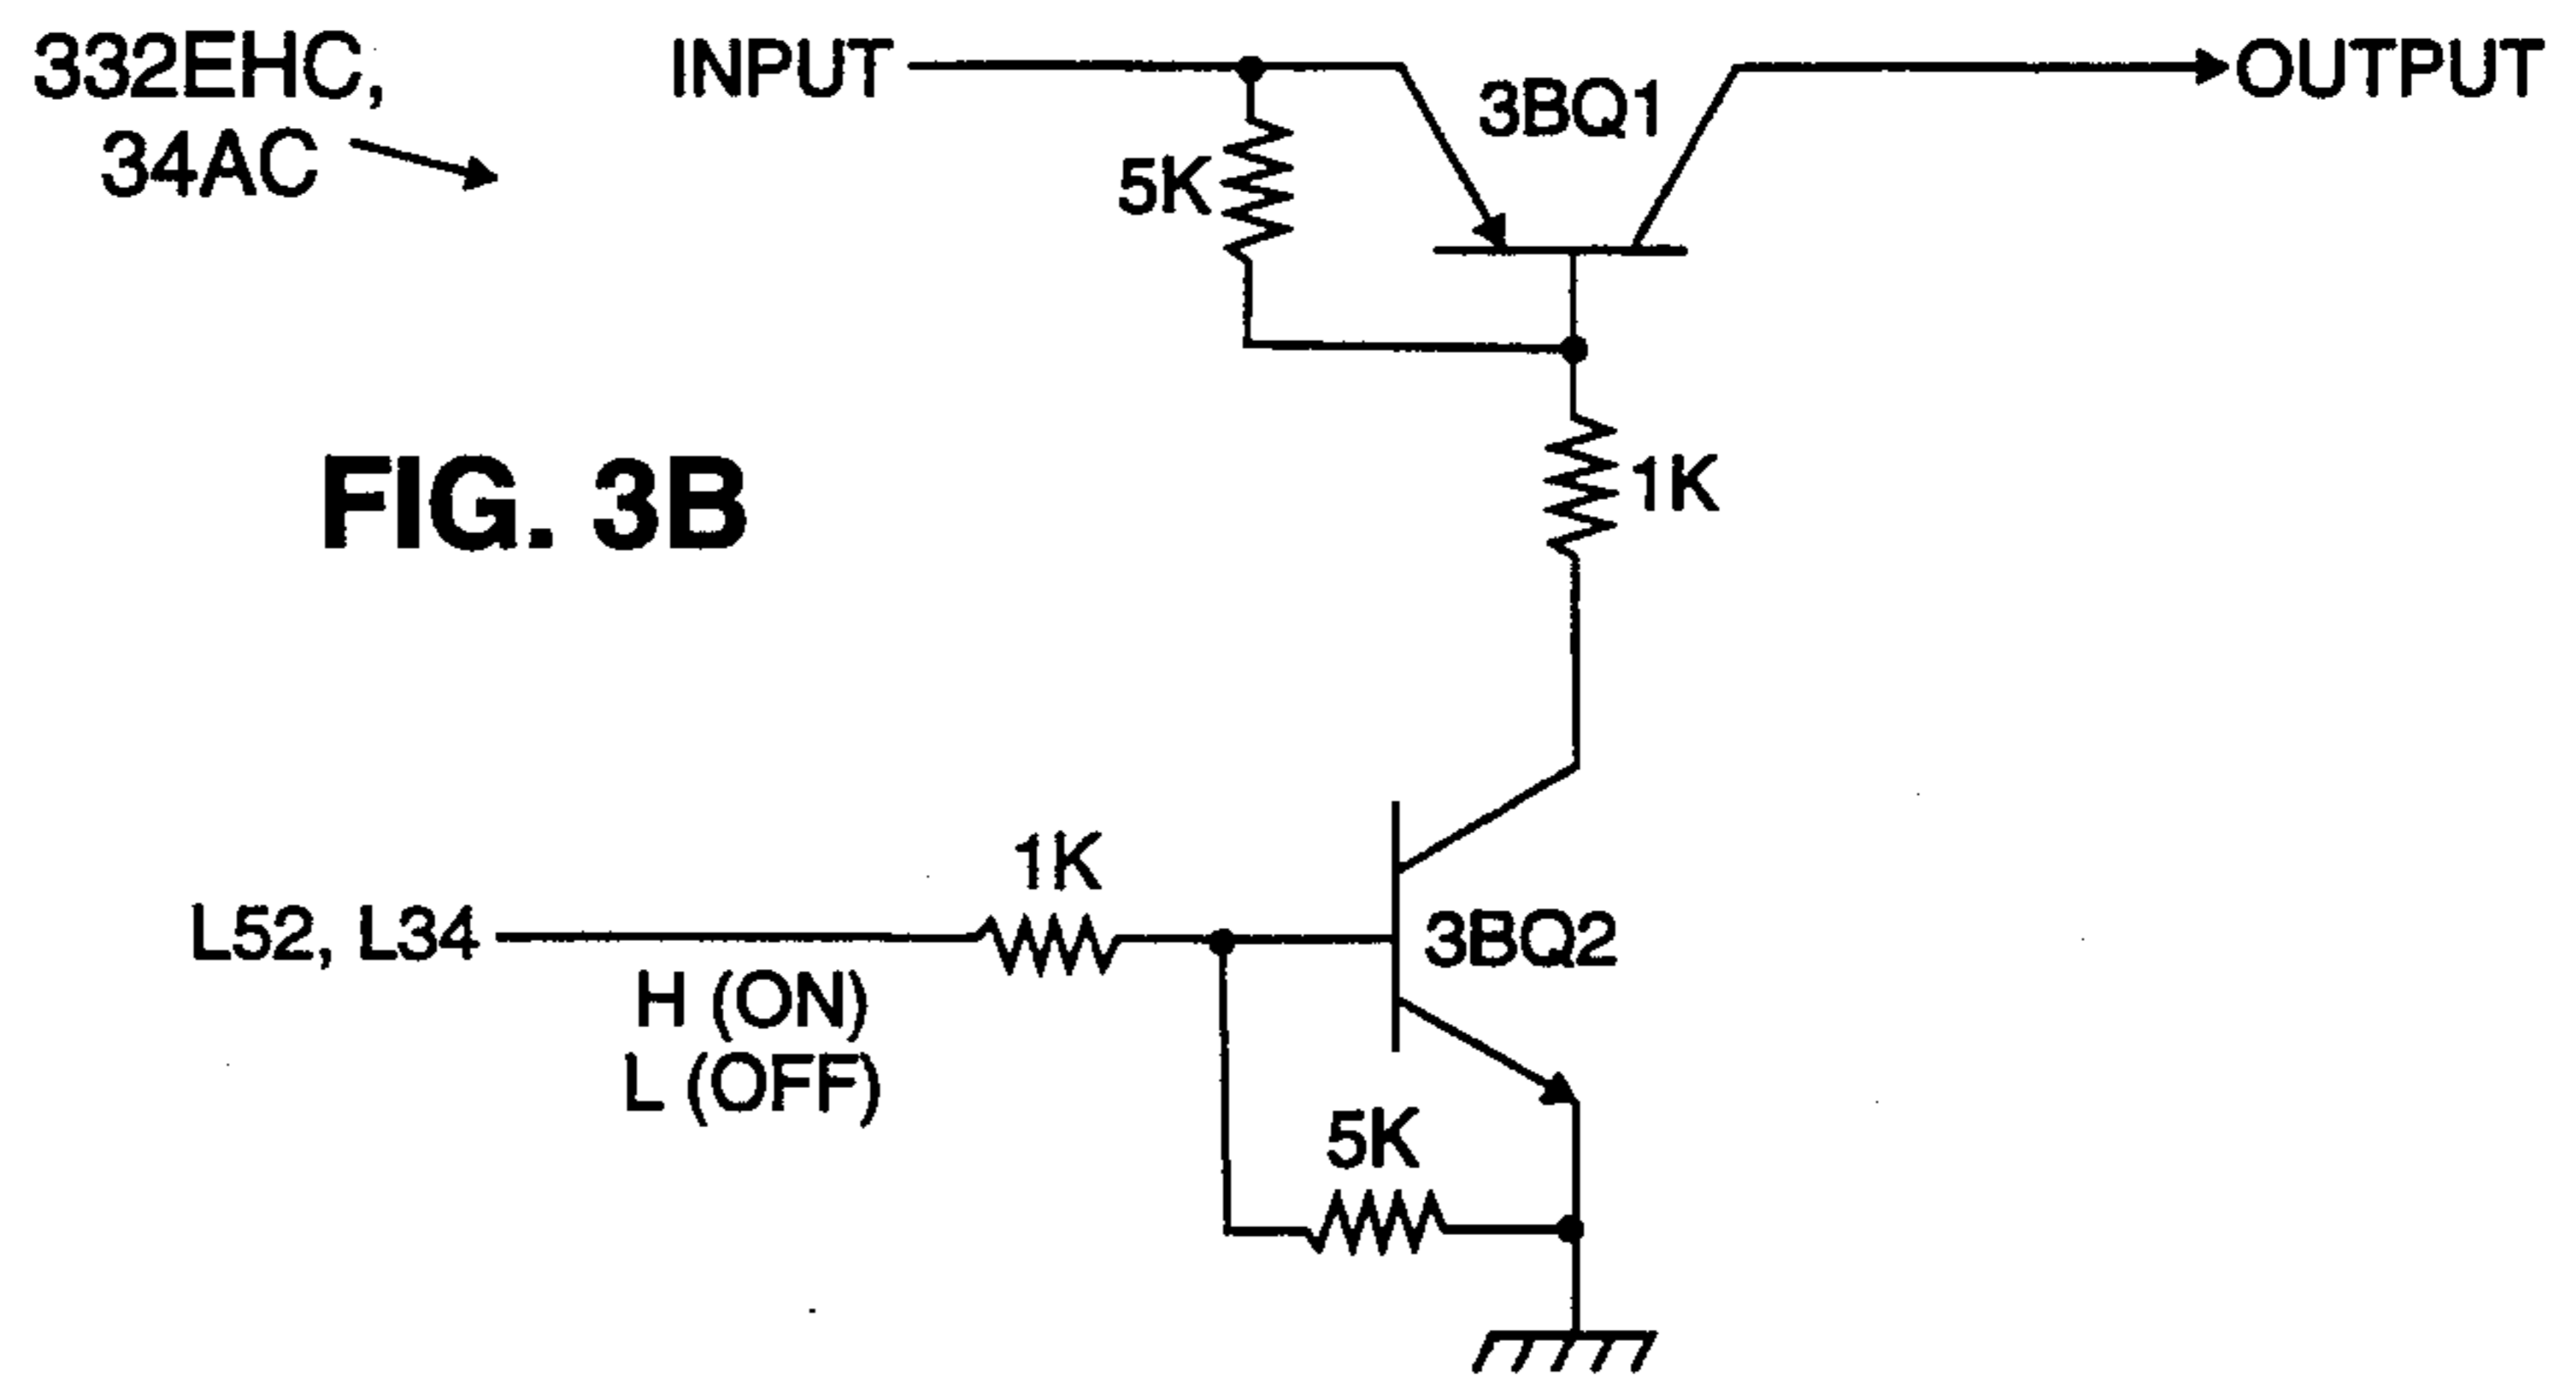 332EHC,
34AC
INPUT
3BQ1
OUTPUT
5K
1K
FIG. 3B
1K
L52, L34
H (ON)
L (OFF)
3BQ2
5K